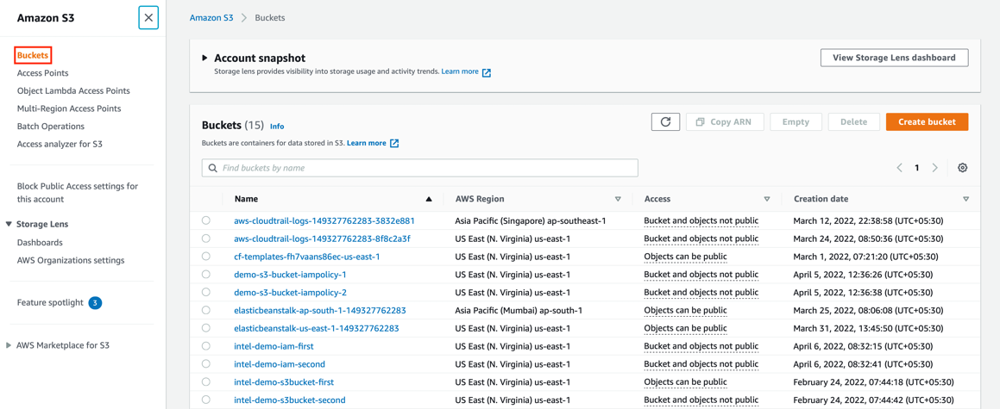 Amazon S3
Buckets
Access Points
Object Lambda Access Points
Multi-Region Access Points
Batch Operations
Access analyzer for S3
Block Public Access settings for
this account
Storage Lens
Dashboards
AWS Organizations settings
Feature spotlight 3
AWS Marketplace for S3
Amazon S3 > Buckets
Account snapshot
Storage lens provides visibility into storage usage and activity trends. Learn more
View Storage Lens dashboard
Buckets (15) Info
Buckets are containers for data stored in S3. Learn more
Copy ARN
Empty
Delete
Create bucket
Find buckets by name
1
Name AWS Region Access Creation date
aws-cloudtrail-logs-149327762283-3832e881 Asia Pacific (Singapore) ap-southeast-1 Bucket and objects not public March 12, 2022, 22:38:58 (UTC+05:30)
aws-cloudtrail-logs-149327762283-8f8c2a3f US East (N. Virginia) us-east-1 Bucket and objects not public March 24, 2022, 08:50:36 (UTC+05:30)
cf-templates-fh7vaans86ec-us-east-1 US East (N. Virginia) us-east-1 Objects can be public March 1, 2022, 07:21:20 (UTC+05:30)
demo-s3-bucket-iampolicy-1 US East (N. Virginia) us-east-1 Bucket and objects not public April 5, 2022, 12:36:26 (UTC+05:30)
demo-s3-bucket-iampolicy-2 US East (N. Virginia) us-east-1 Bucket and objects not public April 5, 2022, 12:36:38 (UTC+05:30)
elasticbeanstalk-ap-south-1-149327762283 Asia Pacific (Mumbai) ap-south-1 Objects can be public March 25, 2022, 08:06:08 (UTC+05:30)
elasticbeanstalk-us-east-1-149327762283 US East (N. Virginia) us-east-1 Objects can be public March 31, 2022, 13:45:50 (UTC+05:30)
intel-demo-iam-first US East (N. Virginia) us-east-1 Bucket and objects not public April 6, 2022, 08:32:15 (UTC+05:30)
intel-demo-iam-second US East (N. Virginia) us-east-1 Bucket and objects not public April 6, 2022, 08:32:41 (UTC+05:30)
intel-demo-s3bucket-first US East (N. Virginia) us-east-1 Objects can be public February 24, 2022, 07:44:18 (UTC+05:30)
intel-demo-s3bucket-second US East (N. Virginia) us-east-1 Bucket and objects not public February 24, 2022, 07:44:42 (UTC+05:30)